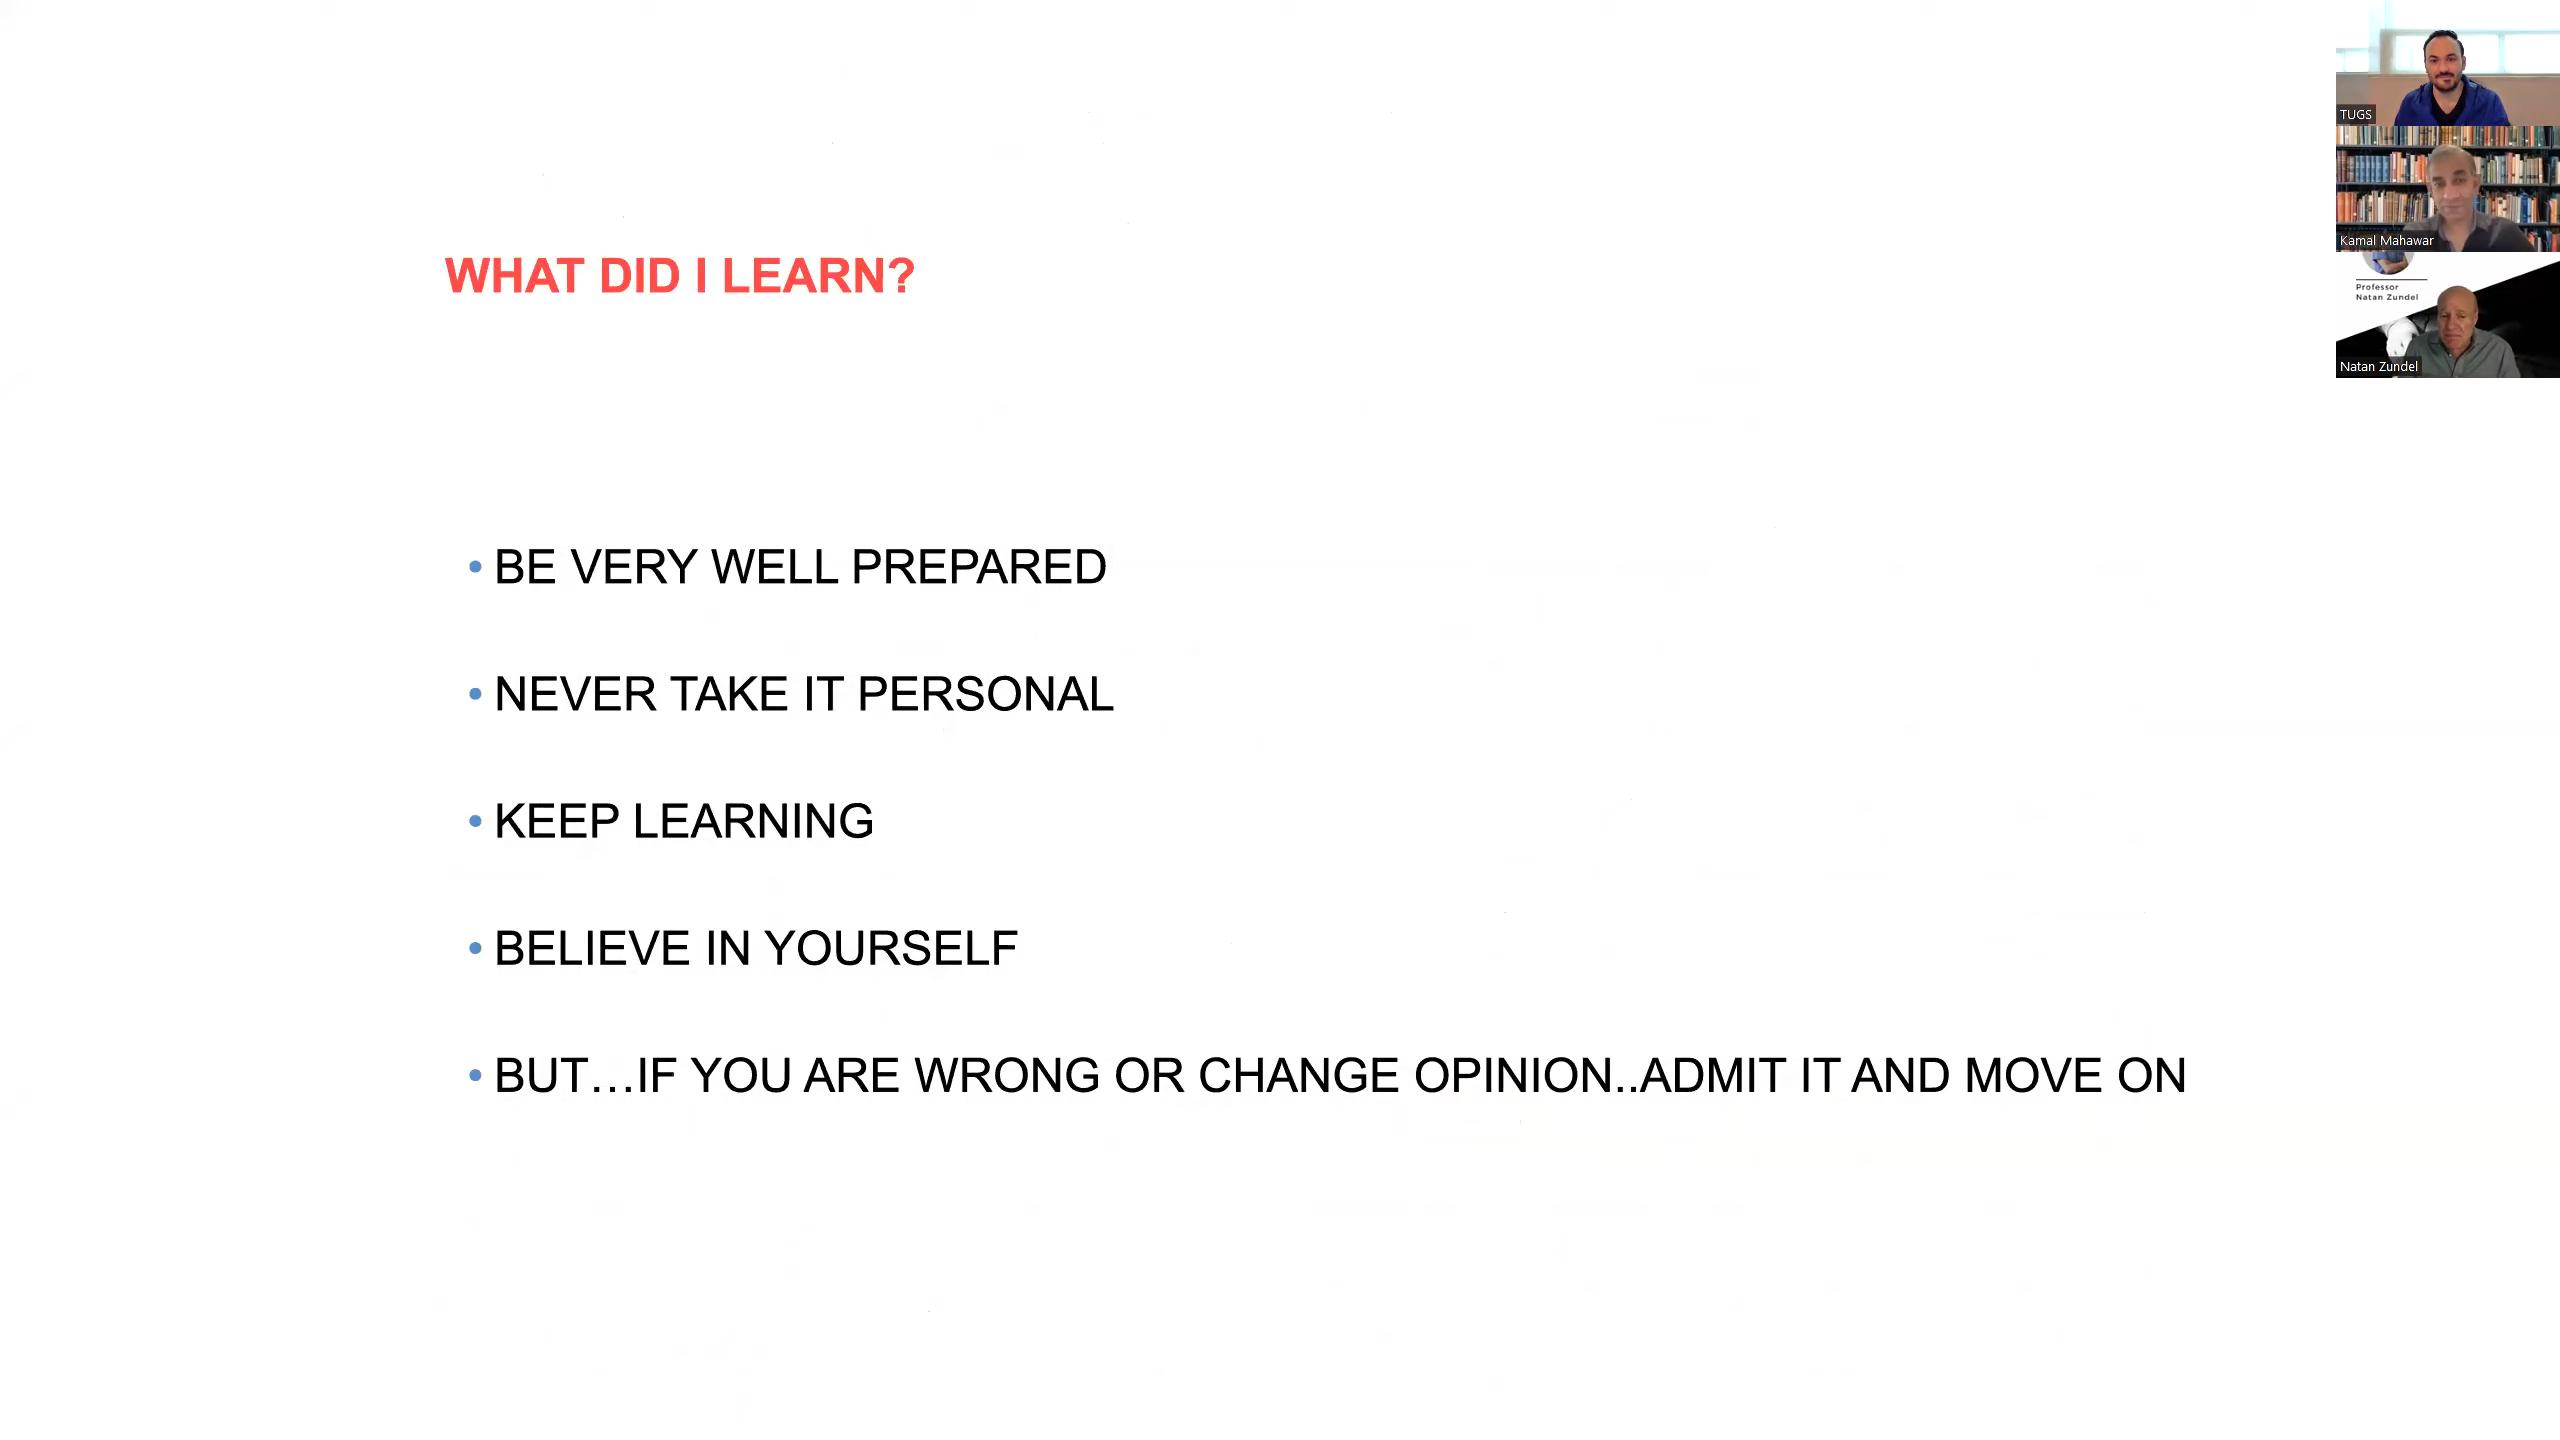 WHAT DID I LEARN?
• BE VERY WELL PREPARED
• NEVER TAKE IT PERSONAL
• KEEP LEARNING
• BELIEVE IN YOURSELF
• BUT…IF YOU ARE WRONG OR CHANGE OPINION..ADMIT IT AND MOVE ON
TUGS
Kamal Mahawar
Professor
Natan Zundel
Natan Zundel